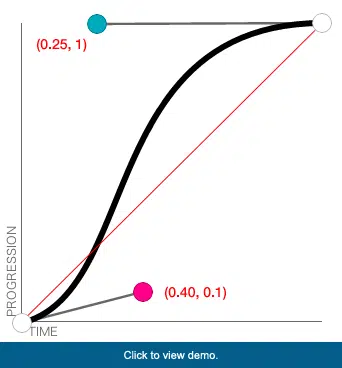 (0.25, 1)
PROGRESSION
(0.40, 0.1)
TIME
Click to view demo.